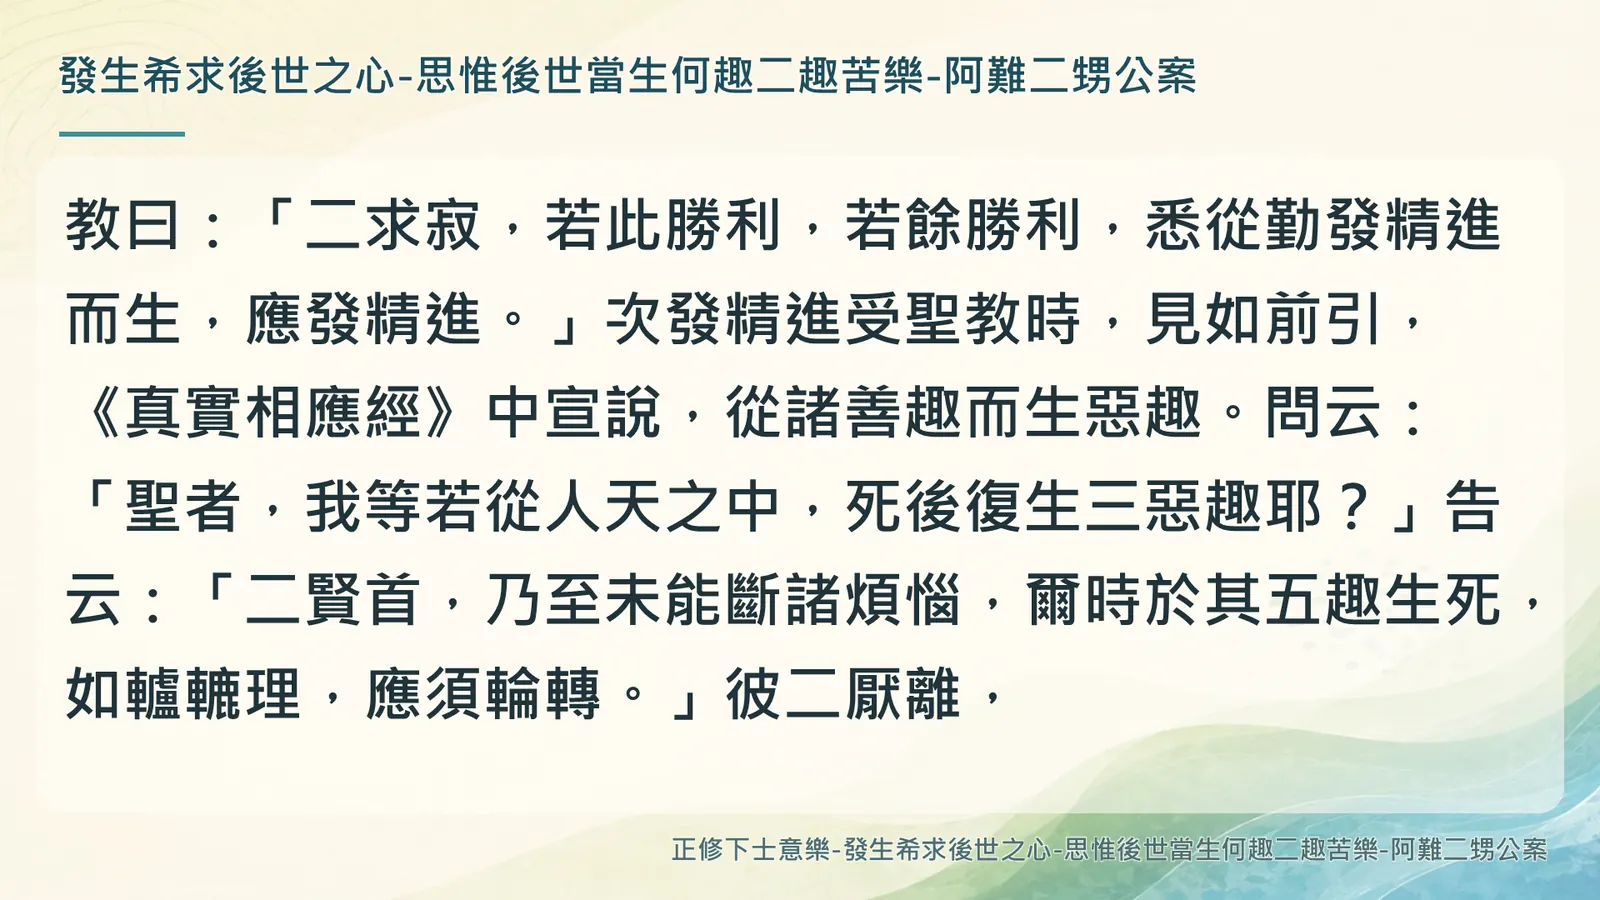 發生希求後世之心-思惟後世當生何趣二趣苦樂-阿難二甥公案
教曰：「二求寂，若此勝利，若餘勝利，悉從勤發精進
而生，應發精進。」次發精進受聖教時，見如前引，
《真實相應經》中宣說，從諸善趣而生惡趣。問云：
「聖者，我等若從人天之中，死後復生三惡趣耶？」告
云：「二賢首，乃至未能斷諸煩惱，爾時於其五趣生死，
如轤轆理，應須輪轉。」彼二厭離，
正修下士意樂-發生希求後世之心-思惟後世當生何趣二趣苦樂-阿難二甥公案